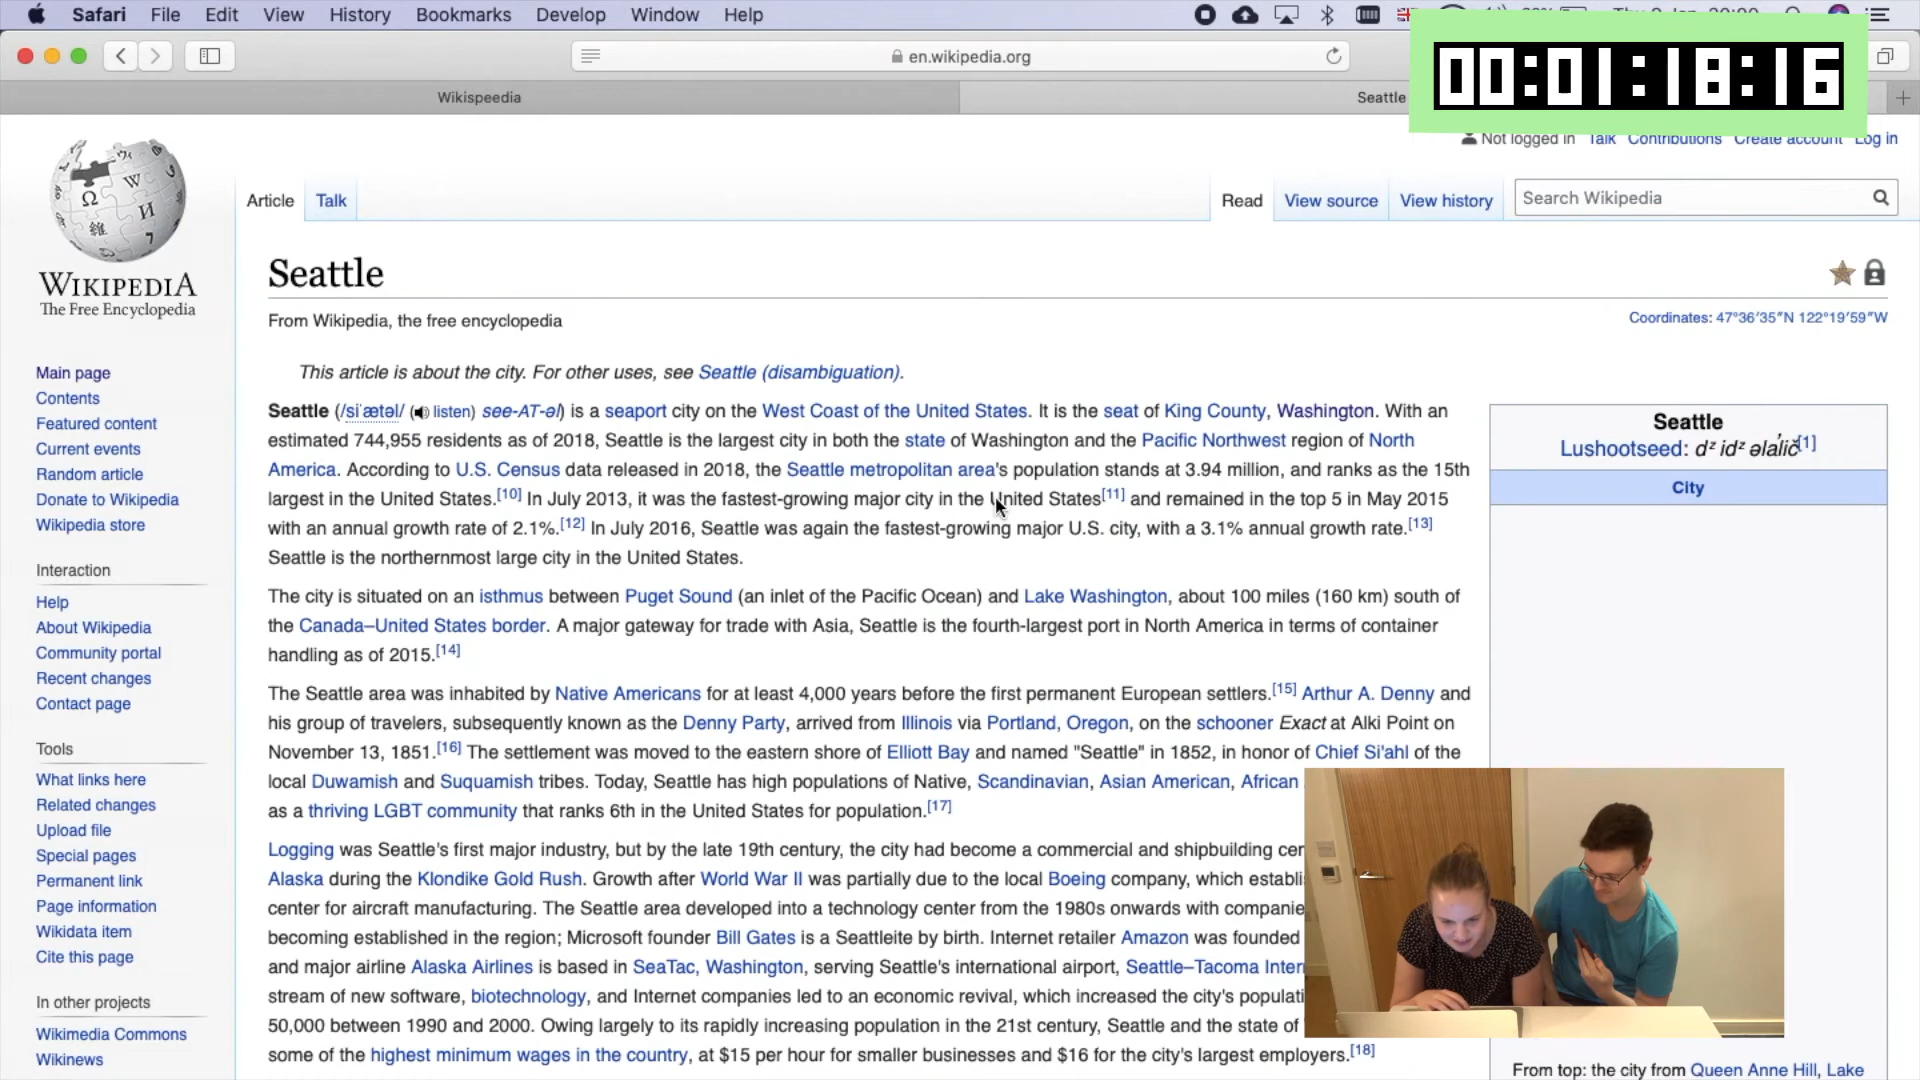 Safari File Edit View History Bookmarks Develop Window Help
en.wikipedia.org
00:01:18:16
Wikispeedia
Seattle
Not logged in Talk Contributions Create account Log in
Article Talk
Read View source View history
Search Wikipedia
WIKIPEDIA
The Free Encyclopedia
Main page
Contents
Featured content
Current events
Random article
Donate to Wikipedia
Wikipedia store
Interaction
Help
About Wikipedia
Community portal
Recent changes
Contact page
Tools
What links here
Related changes
Upload file
Special pages
Permanent link
Page information
Wikidata item
Cite this page
In other projects
Wikimedia Commons
Wikinews
Seattle
From Wikipedia, the free encyclopedia
Coordinates: 47°36′35″N 122°19′59″W
This article is about the city. For other uses, see Seattle (disambiguation).
Seattle (/siˈætəl/ (listen) see-AT-əl) is a seaport city on the West Coast of the United States. It is the seat of King County, Washington. With an
estimated 744,955 residents as of 2018, Seattle is the largest city in both the state of Washington and the Pacific Northwest region of North
America. According to U.S. Census data released in 2018, the Seattle metropolitan area's population stands at 3.94 million, and ranks as the 15th
largest in the United States.[10] In July 2013, it was the fastest-growing major city in the United States[11] and remained in the top 5 in May 2015
with an annual growth rate of 2.1%.[12] In July 2016, Seattle was again the fastest-growing major U.S. city, with a 3.1% annual growth rate.[13]
Seattle is the northernmost large city in the United States.
The city is situated on an isthmus between Puget Sound (an inlet of the Pacific Ocean) and Lake Washington, about 100 miles (160 km) south of
the Canada–United States border. A major gateway for trade with Asia, Seattle is the fourth-largest port in North America in terms of container
handling as of 2015.[14]
The Seattle area was inhabited by Native Americans for at least 4,000 years before the first permanent European settlers.[15] Arthur A. Denny and
his group of travelers, subsequently known as the Denny Party, arrived from Illinois via Portland, Oregon, on the schooner Exact at Alki Point on
November 13, 1851.[16] The settlement was moved to the eastern shore of Elliott Bay and named "Seattle" in 1852, in honor of Chief Si'ahl of the
local Duwamish and Suquamish tribes. Today, Seattle has high populations of Native, Scandinavian, Asian American, African
as a thriving LGBT community that ranks 6th in the United States for population.[17]
Logging was Seattle's first major industry, but by the late 19th century, the city had become a commercial and shipbuilding cen
Alaska during the Klondike Gold Rush. Growth after World War II was partially due to the local Boeing company, which establi
center for aircraft manufacturing. The Seattle area developed into a technology center from the 1980s onwards with companie
becoming established in the region; Microsoft founder Bill Gates is a Seattleite by birth. Internet retailer Amazon was founded
and major airline Alaska Airlines is based in SeaTac, Washington, serving Seattle's international airport, Seattle–Tacoma Inter
stream of new software, biotechnology, and Internet companies led to an economic revival, which increased the city's populati
50,000 between 1990 and 2000. Owing largely to its rapidly increasing population in the 21st century, Seattle and the state of
some of the highest minimum wages in the country, at $15 per hour for smaller businesses and $16 for the city's largest employers.[18]
Seattle
Lushootseed: dᶻidᶻəlal̓ič[1]
City
From top: the city from Queen Anne Hill, Lake